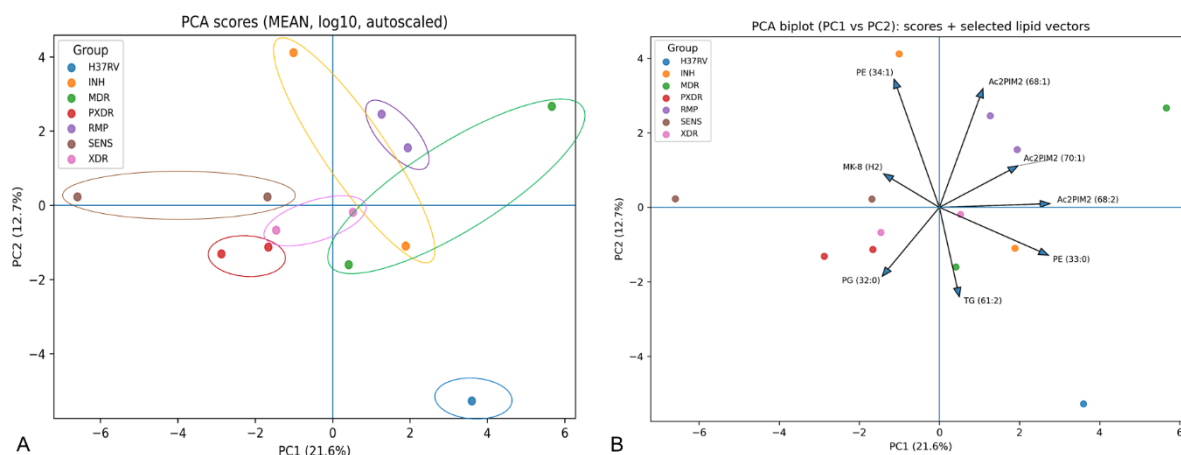 PCA scores (MEAN, log10, autoscaled)
Group
H37RV
INH
MDR
PXDR
RMP
SENS
XDR
4
2
0
−2
−4
PC2 (12.7%)
−6
−4
−2
0
2
4
6
PC1 (21.6%)
A
PCA biplot (PC1 vs PC2): scores + selected lipid vectors
Group
H37RV
INH
MDR
PXDR
RMP
SENS
XDR
PE (34:1)
Ac2PIM2 (68:1)
MK-8 (H2)
Ac2PIM2 (70:1)
Ac2PIM2 (68:2)
PE (33:0)
PG (32:0)
TG (61:2)
4
2
0
−2
−4
PC2 (12.7%)
−6
−4
−2
0
2
4
6
PC1 (21.6%)
B